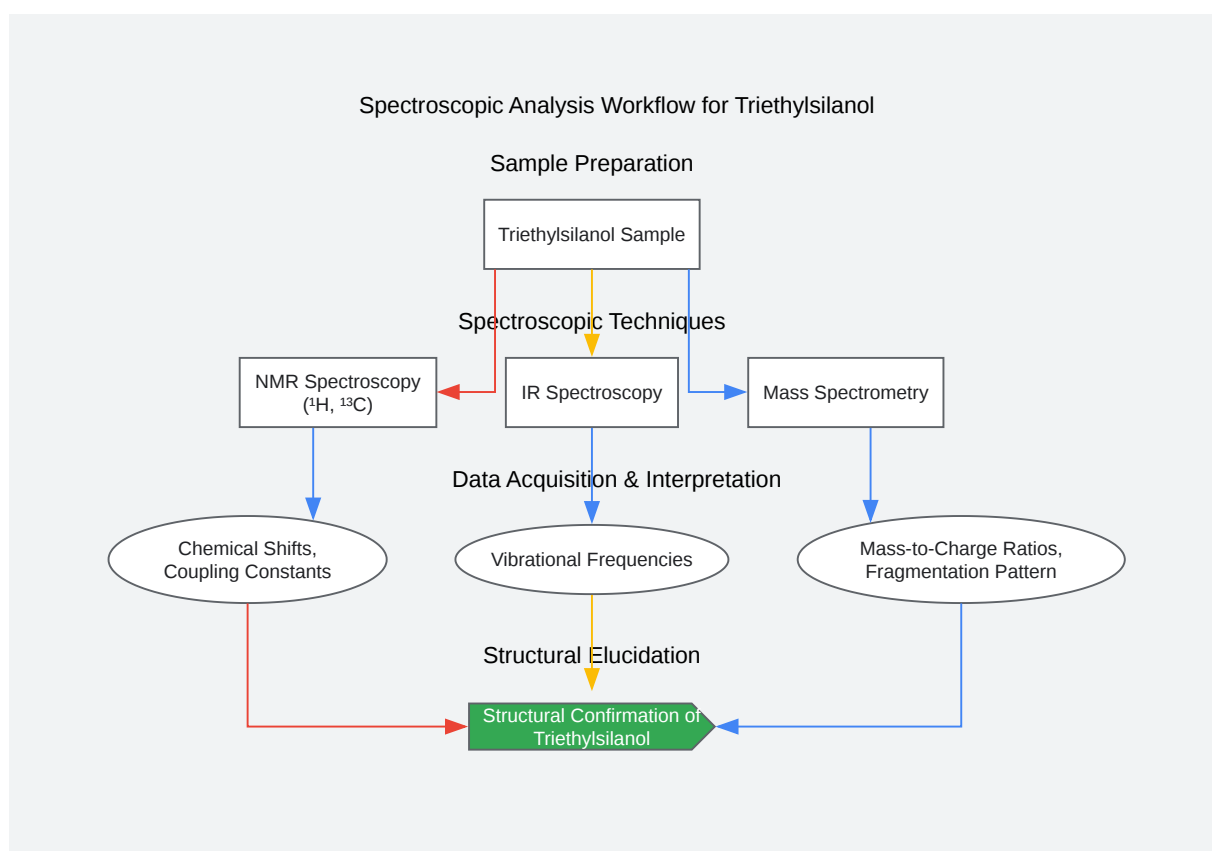 Spectroscopic Analysis Workflow for Triethylsilanol
Sample Preparation
Triethylsilanol Sample
Spectroscopic Techniques
NMR Spectroscopy
(¹H, ¹³C)
IR Spectroscopy
Mass Spectrometry
Data Acquisition & Interpretation
Chemical Shifts,
Coupling Constants
Vibrational Frequencies
Mass-to-Charge Ratios,
Fragmentation Pattern
Structural Elucidation
Structural Confirmation of
Triethylsilanol